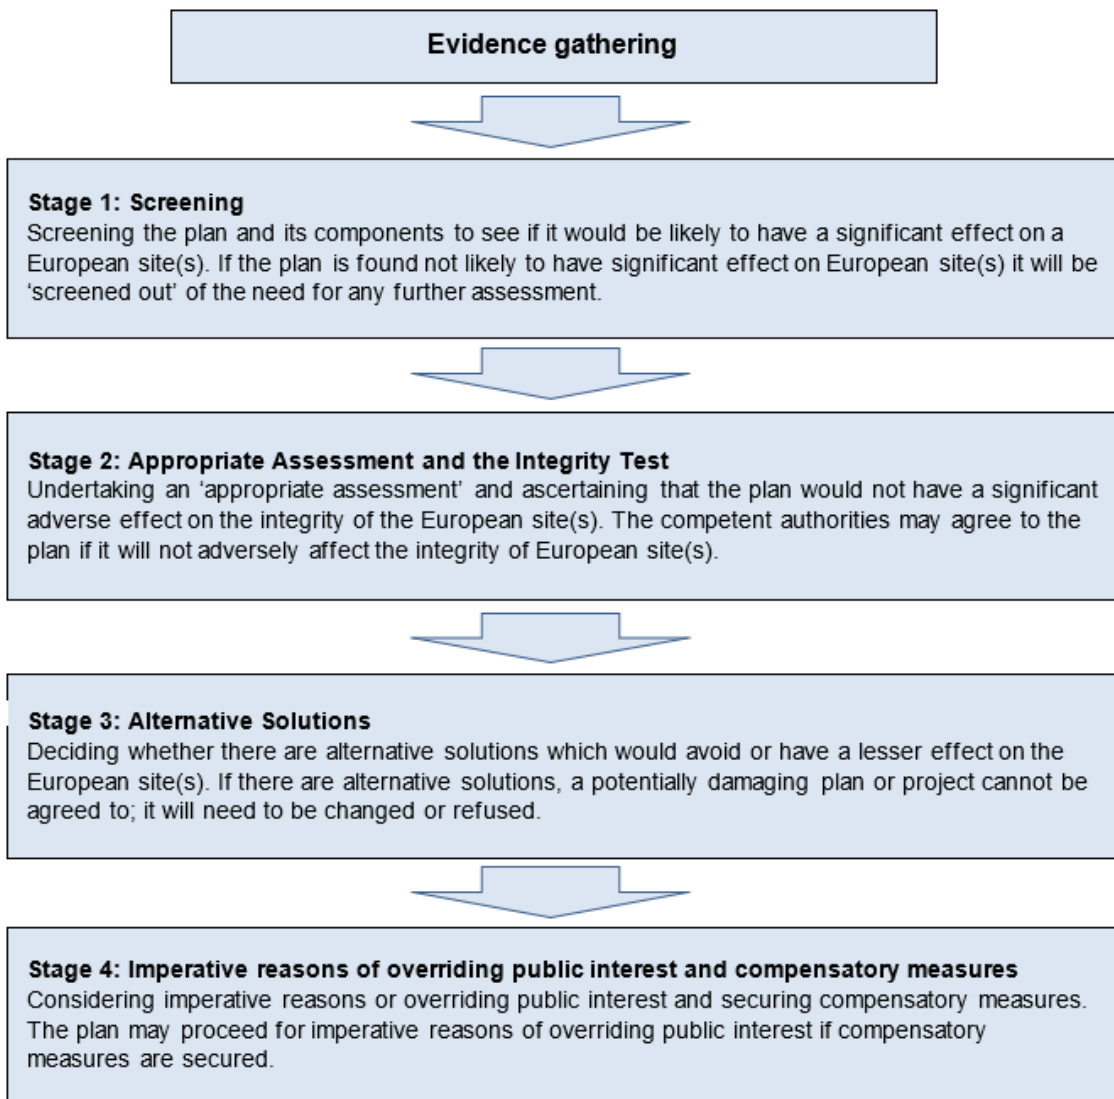 Evidence gathering
Stage 1: Screening
Screening the plan and its components to see if it would be likely to have a significant effect on a
European site(s). If the plan is found not likely to have significant effect on European site(s) it will be
‘screened out’ of the need for any further assessment.
Stage 2: Appropriate Assessment and the Integrity Test
Undertaking an ‘appropriate assessment’ and ascertaining that the plan would not have a significant
adverse effect on the integrity of the European site(s). The competent authorities may agree to the
plan if it will not adversely affect the integrity of European site(s).
Stage 3: Alternative Solutions
Deciding whether there are alternative solutions which would avoid or have a lesser effect on the
European site(s). If there are alternative solutions, a potentially damaging plan or project cannot be
agreed to; it will need to be changed or refused.
Stage 4: Imperative reasons of overriding public interest and compensatory measures
Considering imperative reasons or overriding public interest and securing compensatory measures.
The plan may proceed for imperative reasons of overriding public interest if compensatory
measures are secured.